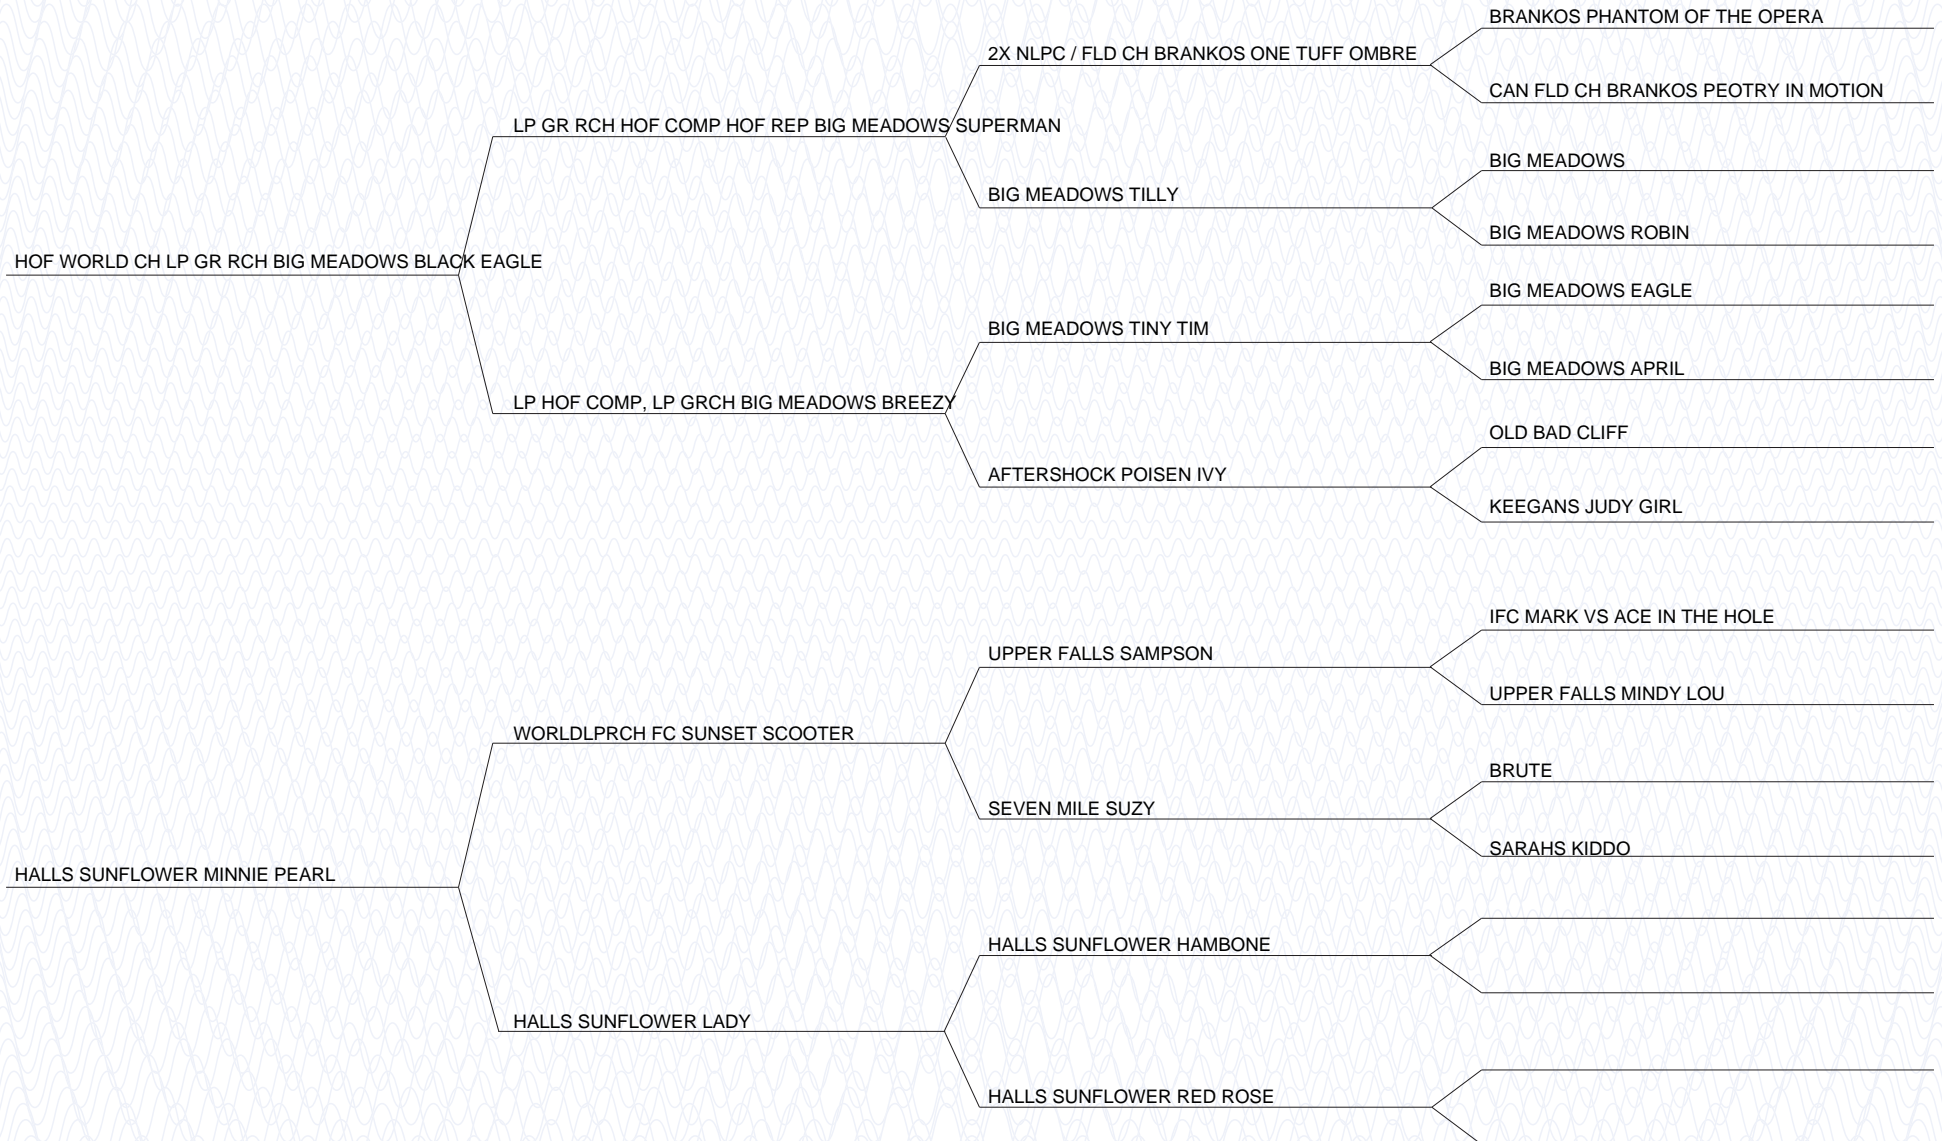 BRANKOS PHANTOM OF THE OPERA
2X NLPC / FLD CH BRANKOS ONE TUFF OMBRE
CAN FLD CH BRANKOS PEOTRY IN MOTION
LP GR RCH HOF COMP HOF REP BIG MEADOWS SUPERMAN
BIG MEADOWS
BIG MEADOWS TILLY
BIG MEADOWS ROBIN
HOF WORLD CH LP GR RCH BIG MEADOWS BLACK EAGLE
BIG MEADOWS EAGLE
BIG MEADOWS TINY TIM
BIG MEADOWS APRIL
LP HOF COMP, LP GRCH BIG MEADOWS BREEZY
OLD BAD CLIFF
AFTERSHOCK POISEN IVY
KEEGANS JUDY GIRL
IFC MARK VS ACE IN THE HOLE
UPPER FALLS SAMPSON
UPPER FALLS MINDY LOU
WORLDLPRCH FC SUNSET SCOOTER
BRUTE
SEVEN MILE SUZY
SARAHS KIDDO
HALLS SUNFLOWER MINNIE PEARL
HALLS SUNFLOWER HAMBONE
HALLS SUNFLOWER LADY
HALLS SUNFLOWER RED ROSE